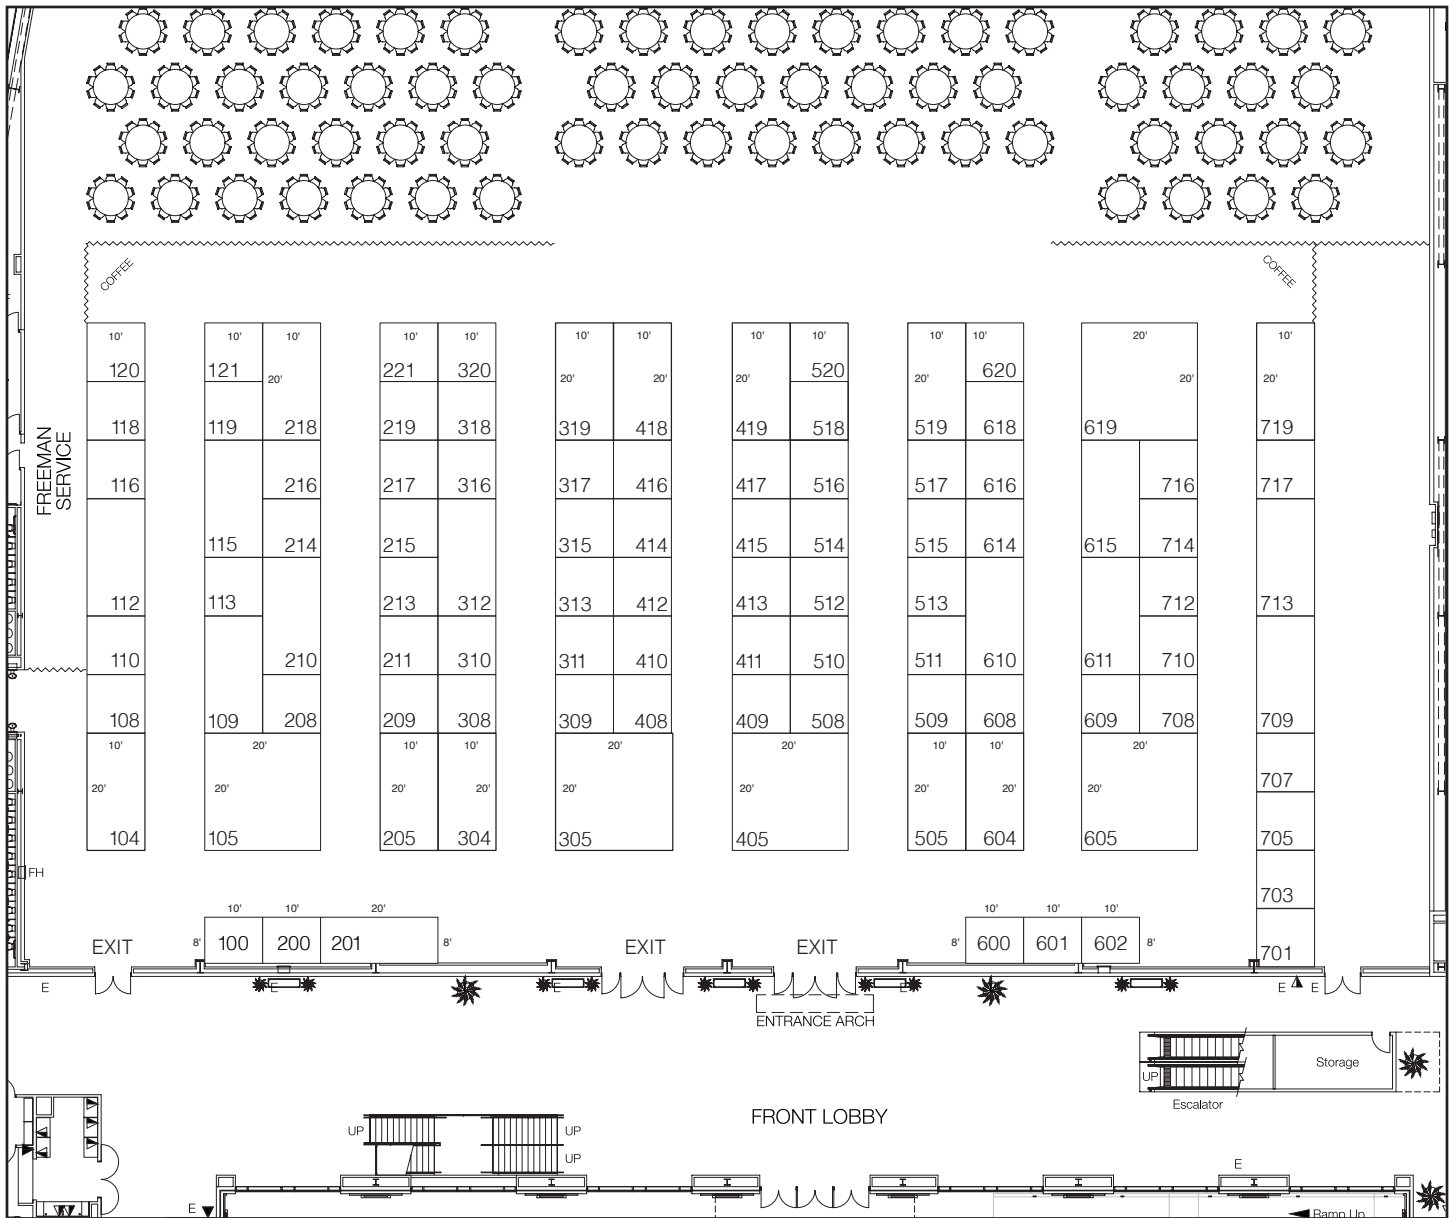 COFFEE COFFEE
10' 10' 10' 10' 10' 10' 10' 10' 10' 10' 10' 20' 10'
120 121 221 320 520 620
20' 20' 20' 20' 20' 20' 20'
118 119 218 219 318 319 418 419 518 519 618 619 719
FREEMAN
SERVICE
116 216 217 316 317 416 417 516 517 616 716 717
115 214 215 315 414 415 514 515 614 615 714
112 113 213 312 313 412 413 512 513 712 713
110 210 211 310 311 410 411 510 511 610 611 710
108 109 208 209 308 309 408 409 508 509 608 609 708 709
10' 20' 10' 10' 20' 20' 10' 10' 20'
707
20' 20' 20' 20' 20' 20' 20' 20' 20'
104 105 205 304 305 405 505 604 605 705
FH
703
10' 10' 20' 10' 10' 10'
EXIT 8' 100 200 201 8' EXIT EXIT 8' 600 601 602 8' 701
E E E E E E
ENTRANCE ARCH
Storage
UP
Escalator
FRONT LOBBY
UP UP
UP
E
E
Ramp Up